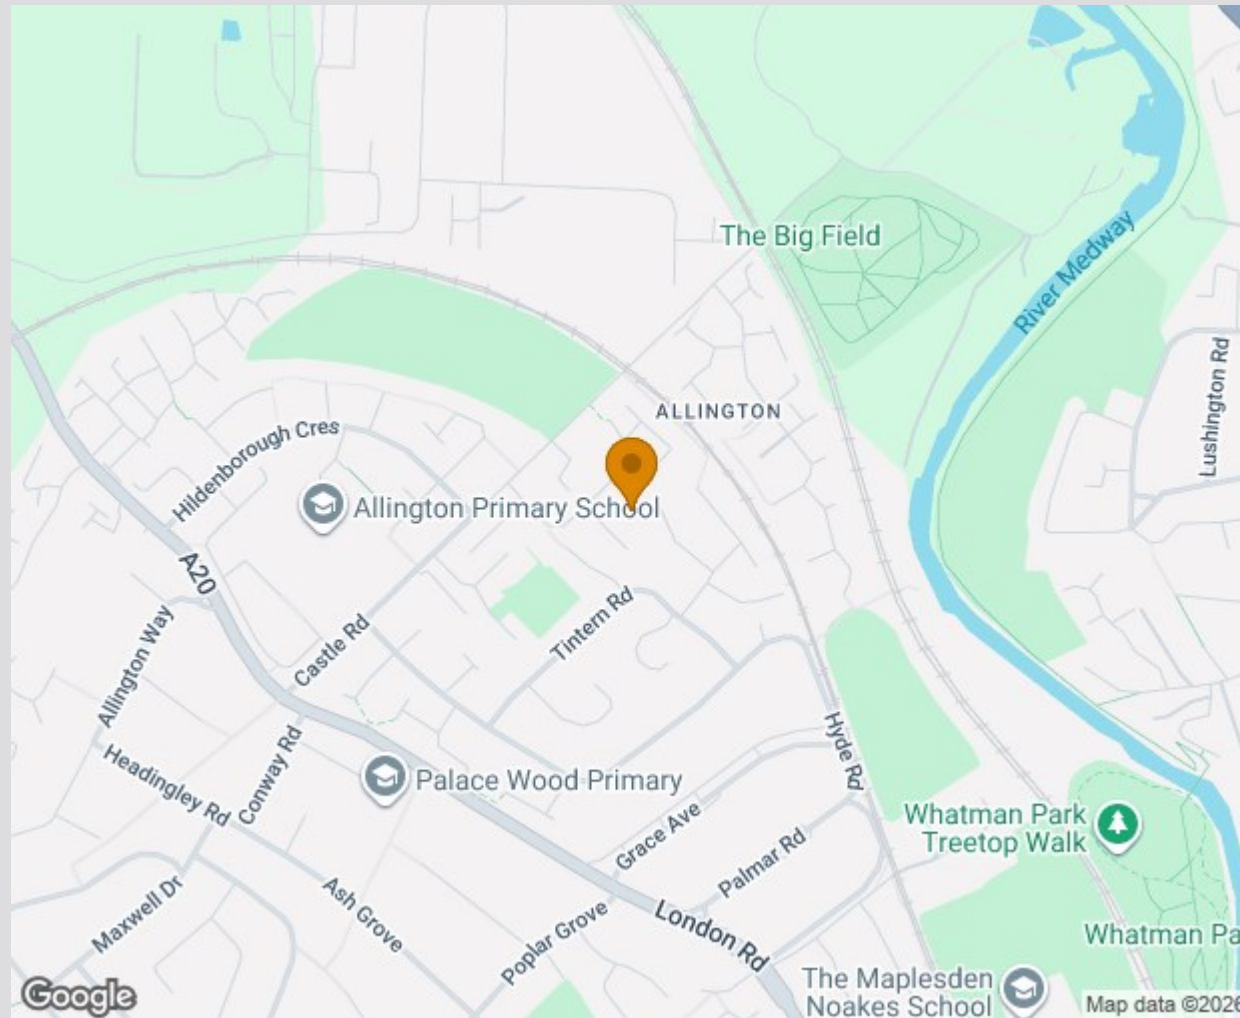 The Big Field
River Medway
Lushington Rd
ALLINGTON
Hildenborough Cres
Allington Primary School
A20
Allington Way
Castle Rd
Tintern Rd
Hyde Rd
Headingley Rd
Conway Rd
Palace Wood Primary
Whatman Park
Treetop Walk
Grace Ave
Palmar Rd
Maxwell Dr
Ash Grove
Poplar Grove
London Rd
Whatman Pa
The Maplesden
Noakes School
Google
Map data ©2026